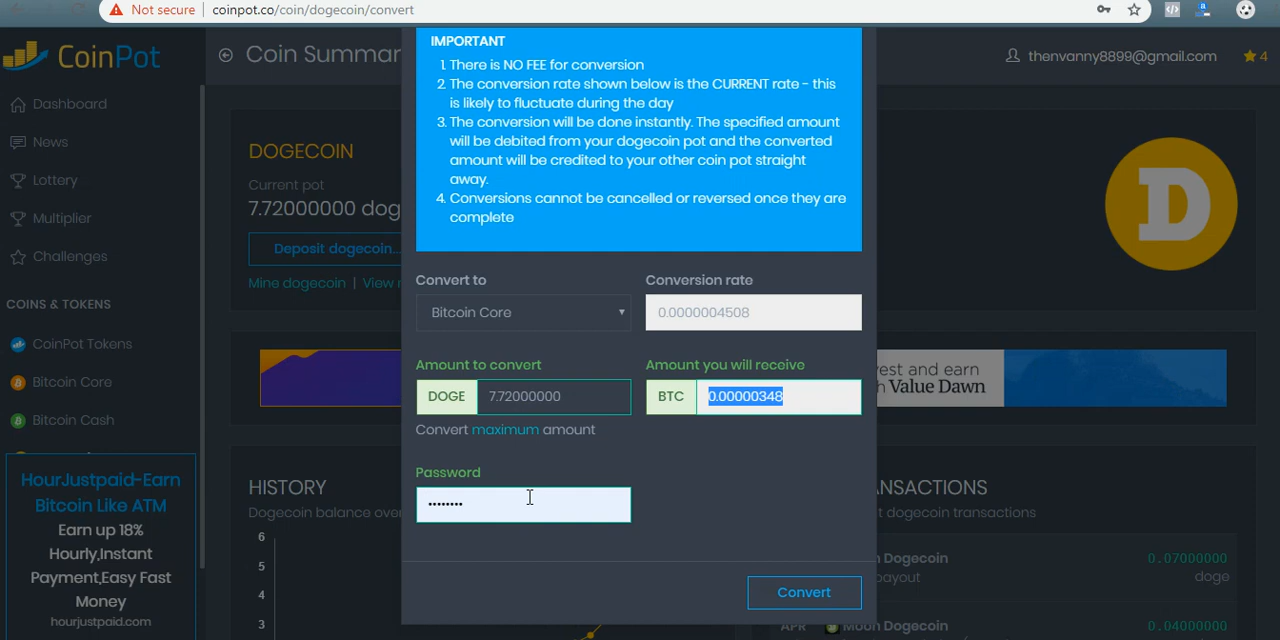 Not secure | coinpot.co/coin/dogecoin/convert
CoinPot
Coin Summar
thenvanny8899@gmail.com
4
Dashboard
News
Lottery
Multiplier
Challenges
COINS & TOKENS
CoinPot Tokens
Bitcoin Core
Bitcoin Cash
HourJustpaid-Earn
Bitcoin Like ATM
Earn up 18%
Hourly,Instant
Payment,Easy Fast
Money
hourjustpaid.com
DOGECOIN
Current pot
7.72000000 dog
Deposit dogecoin...
Mine dogecoin | View
HISTORY
Dogecoin balance over
6
5
4
3
IMPORTANT
1. There is NO FEE for conversion
2. The conversion rate shown below is the CURRENT rate - this
is likely to fluctuate during the day
3. The conversion will be done instantly. The specified amount
will be debited from your dogecoin pot and the converted
amount will be credited to your other coin pot straight
away.
4. Conversions cannot be cancelled or reversed once they are
complete
Convert to
Conversion rate
Bitcoin Core
0.0000004508
Amount to convert
Amount you will receive
DOGE 7.72000000
BTC 0.00000348
Convert maximum amount
Password
••••••••
Convert
D
vest and earn
Value Dawn
ANSACTIONS
dogecoin transactions
Dogecoin
0.07000000
payout
doge
APR
Moon Dogecoin
0.04000000